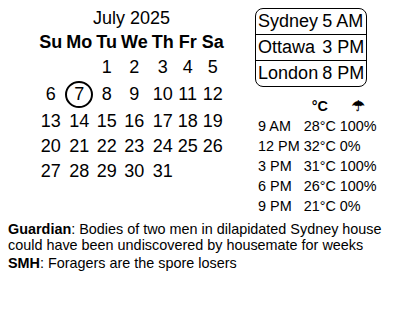 July 2025
Su Mo Tu We Th Fr Sa
1 2 3 4 5
6 7 8 9 10 11 12
13 14 15 16 17 18 19
20 21 22 23 24 25 26
27 28 29 30 31
Sydney 5 AM
Ottawa 3 PM
London 8 PM
°C ☂
9 AM 28°C 100%
12 PM 32°C 0%
3 PM 31°C 100%
6 PM 26°C 100%
9 PM 21°C 0%
Guardian: Bodies of two men in dilapidated Sydney house
could have been undiscovered by housemate for weeks
SMH: Foragers are the spore losers